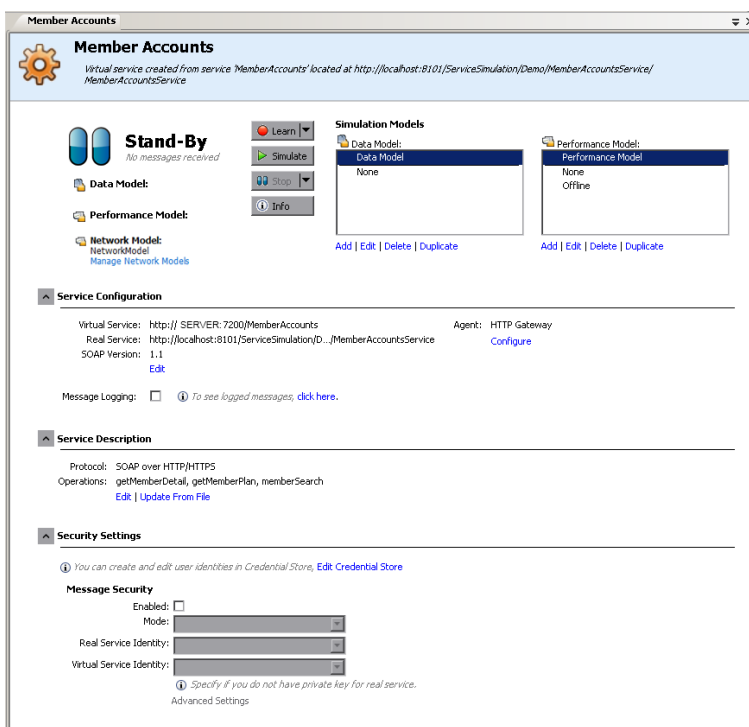 Member Accounts
Member Accounts
Virtual service created from service 'MemberAccounts' located at http://localhost:8101/ServiceSimulation/Demo/MemberAccountsService/
MemberAccountsService
Stand-By
No messages received
Data Model:
Performance Model:
Network Model:
NetworkModel
Manage Network Models
Learn
Simulate
Stop
Info
Simulation Models
Data Model:
Data Model
None
Add | Edit | Delete | Duplicate
Performance Model:
Performance Model
None
Offline
Add | Edit | Delete | Duplicate
Service Configuration
Virtual Service: http:// SERVER:7200/MemberAccounts
Agent: HTTP Gateway
Real Service: http://localhost:8101/ServiceSimulation/D.../MemberAccountsService
Configure
SOAP Version: 1.1
Edit
Message Logging: To see logged messages, click here.
Service Description
Protocol: SOAP over HTTP/HTTPS
Operations: getMemberDetail, getMemberPlan, memberSearch
Edit | Update From File
Security Settings
You can create and edit user identities in Credential Store, Edit Credential Store
Message Security
Enabled:
Mode:
Real Service Identity:
Virtual Service Identity:
Specify if you do not have private key for real service.
Advanced Settings